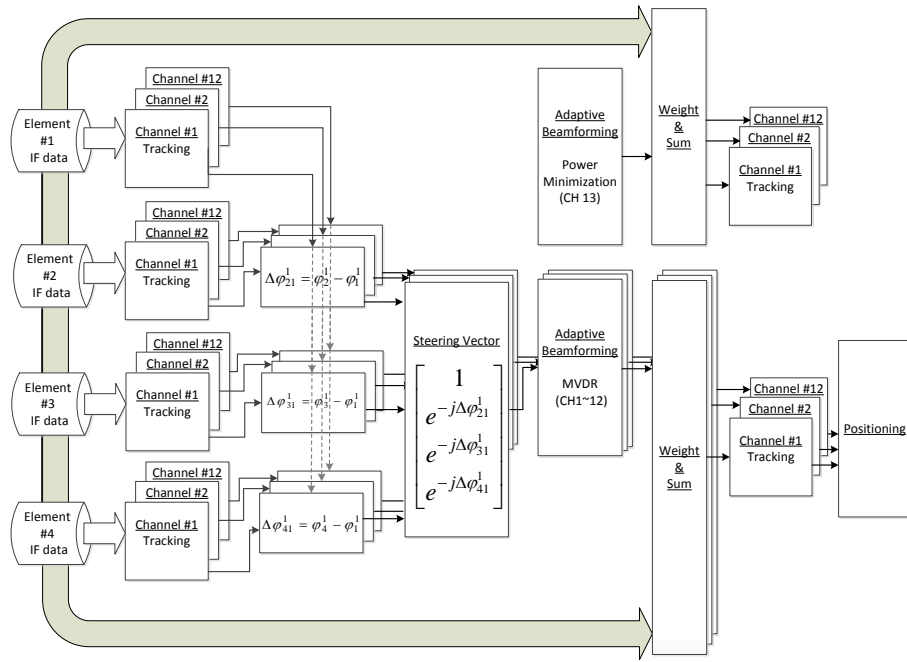 Element
#1
IF data
Channel #12
Channel #2
Channel #1
Tracking
Element
#2
IF data
Channel #12
Channel #2
Channel #1
Tracking
Δφ¹₂₁ = φ¹₂ − φ¹₁
Element
#3
IF data
Channel #12
Channel #2
Channel #1
Tracking
Δφ¹₃₁ = φ¹₃ − φ¹₁
Element
#4
IF data
Channel #12
Channel #2
Channel #1
Tracking
Δφ¹₄₁ = φ¹₄ − φ¹₁
Steering Vector
1
e^{-jΔφ¹₂₁}
e^{-jΔφ¹₃₁}
e^{-jΔφ¹₄₁}
Adaptive
Beamforming
Power
Minimization
(CH 13)
Weight
&
Sum
Channel #12
Channel #2
Channel #1
Tracking
Adaptive
Beamforming
MVDR
(CH1~12)
Weight
&
Sum
Channel #12
Channel #2
Channel #1
Tracking
Positioning